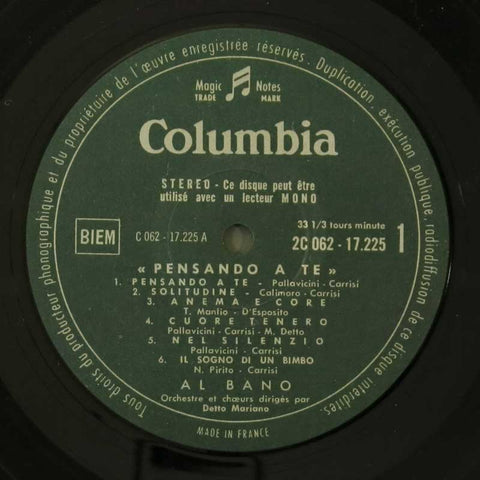 Tous droits du producteur phonographique et du propriétaire de l'œuvre enregistrée réservés - Duplication, exécution publique, radiodiffusion de ce disque interdites.
Magic Notes
TRADE MARK
Columbia
STEREO - Ce disque peut être
utilisé avec un lecteur MONO
BIEM
C 062 - 17.225 A
33 1/3 tours minute
2C 062 - 17.225
1
« PENSANDO A TE »
1. PENSANDO A TE - Pallavicini - Carrisi
2. SOLITUDINE - Calimero - Carrisi
3. ANEMA E CORE
T. Manlio - D'Esposito
4. CUORE TENERO
Pallavicini - Carrisi - M. Detto
5. NEL SILENZIO
Pallavicini - Carrisi
6. IL SOGNO DI UN BIMBO
N. Pirito - Carrisi
AL BANO
Orchestre et chœurs dirigés par
Detto Mariano
MADE IN FRANCE